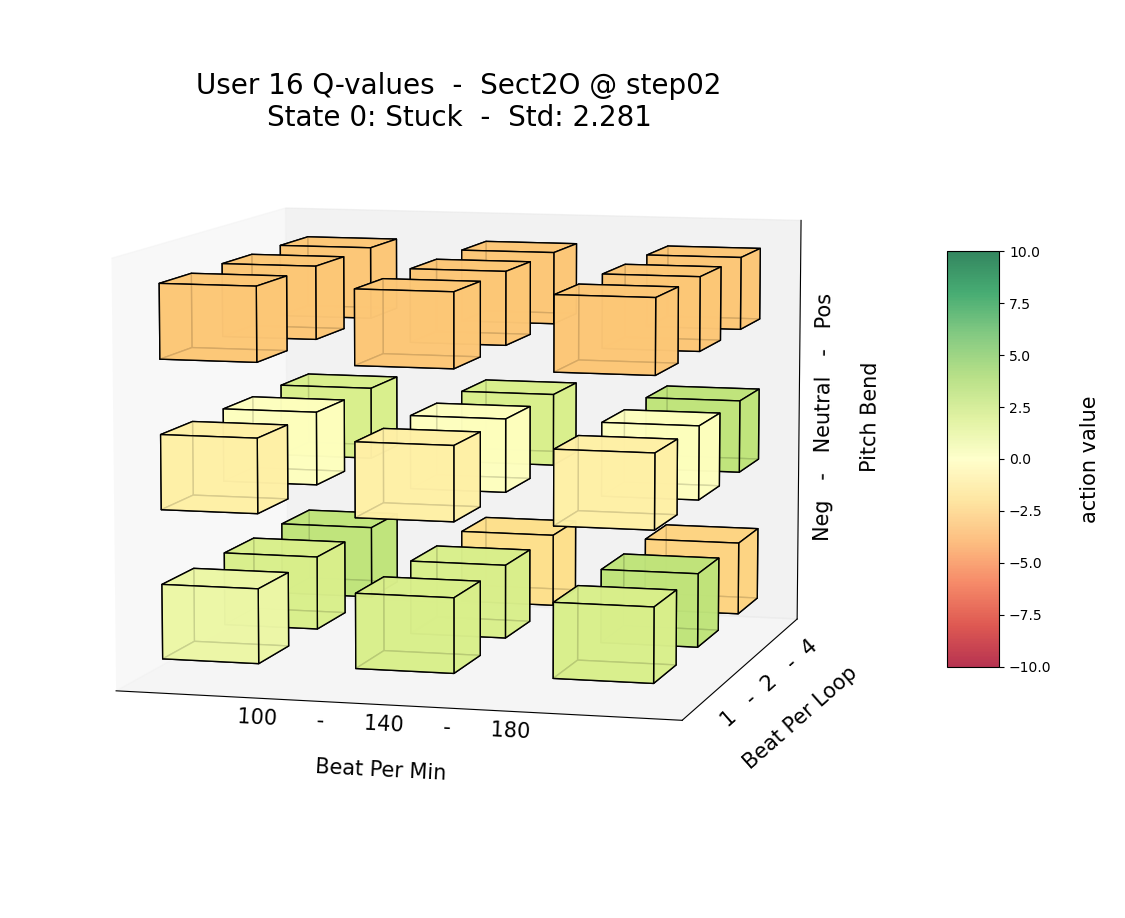 User 16 Q-values  -  Sect2O @ step02
State 0: Stuck  -  Std: 2.281
Neg  -  Neutral  -  Pos
Pitch Bend
100  -  140  -  180
Beat Per Min
1  -  2  -  4
Beat Per Loop
10.0
7.5
5.0
2.5
0.0
−2.5
−5.0
−7.5
−10.0
action value